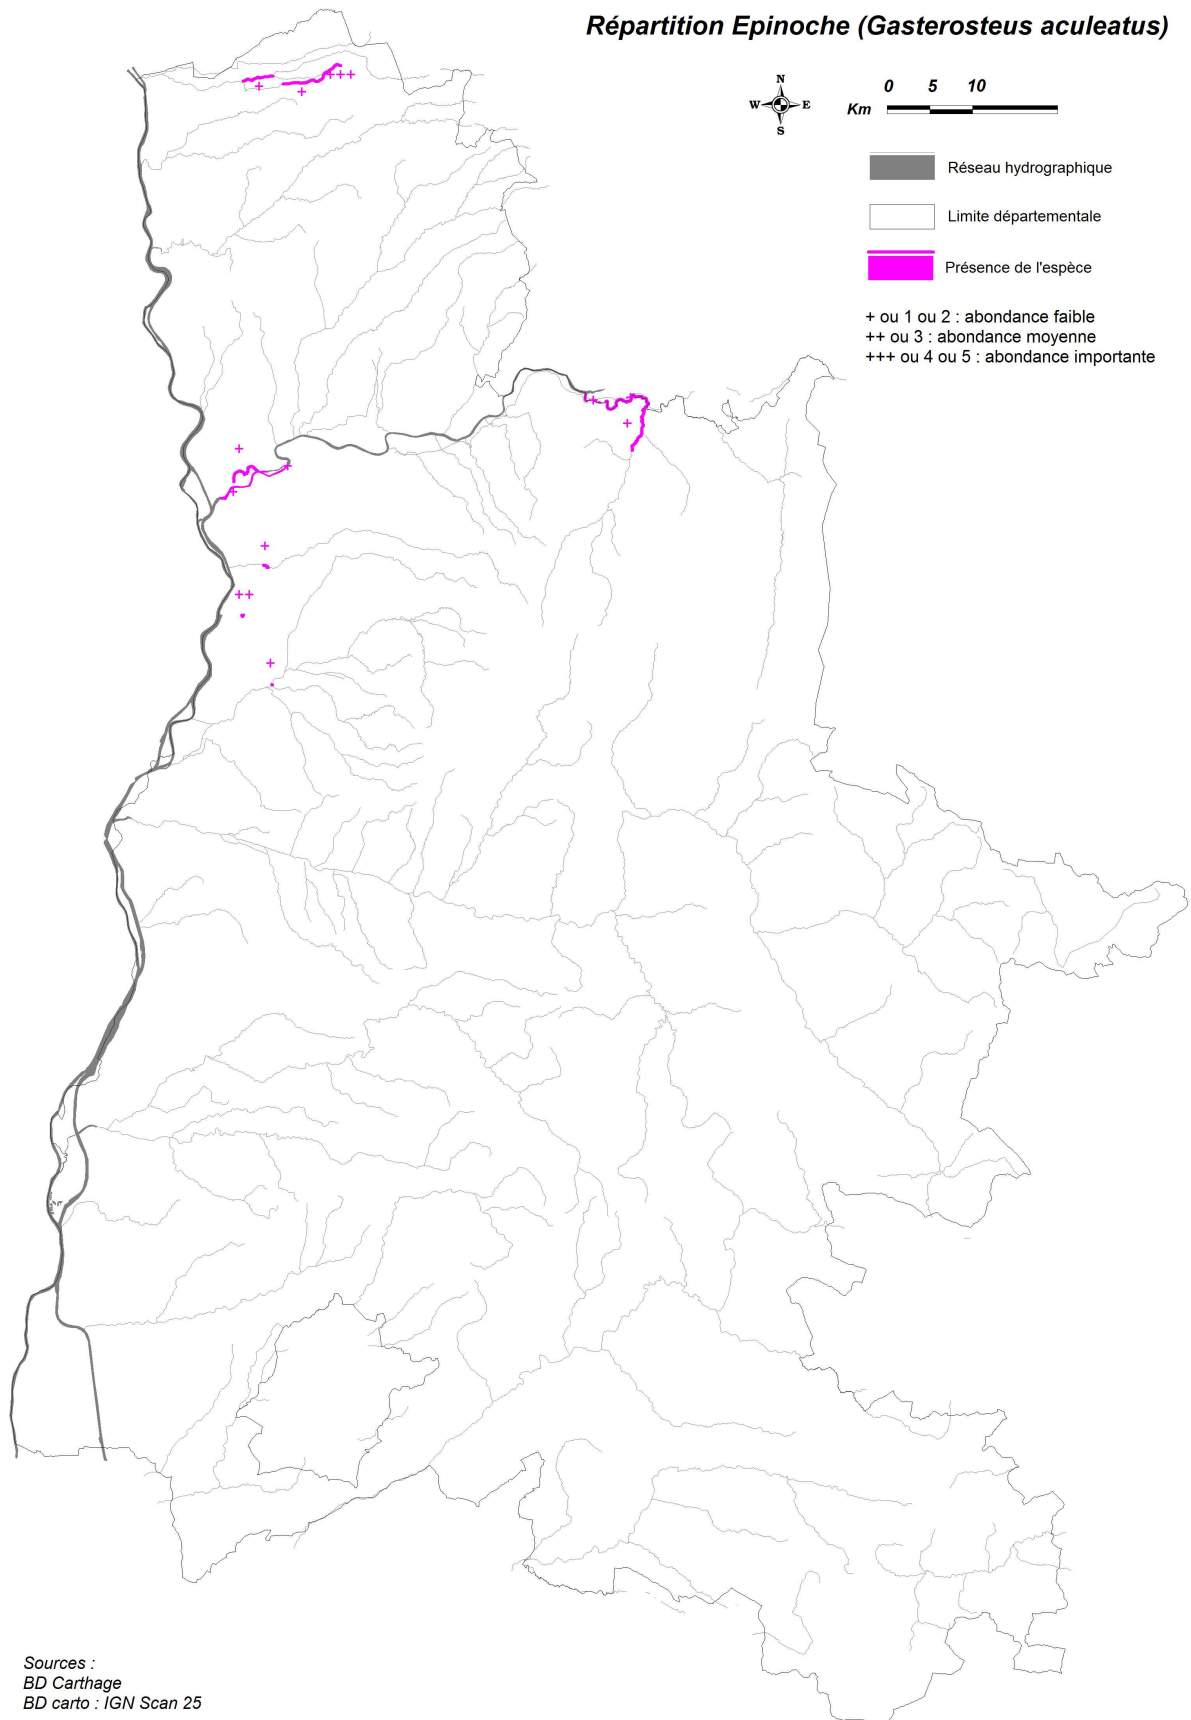 Répartition Epinoche (Gasterosteus aculeatus)
N
W E
S
0 5 10
Km
Réseau hydrographique
Limite départementale
Présence de l'espèce
+ ou 1 ou 2 : abondance faible
++ ou 3 : abondance moyenne
+++ ou 4 ou 5 : abondance importante
+++
+
+
+
+
+
+
+
+
+
++
+
Sources :
BD Carthage
BD carto : IGN Scan 25